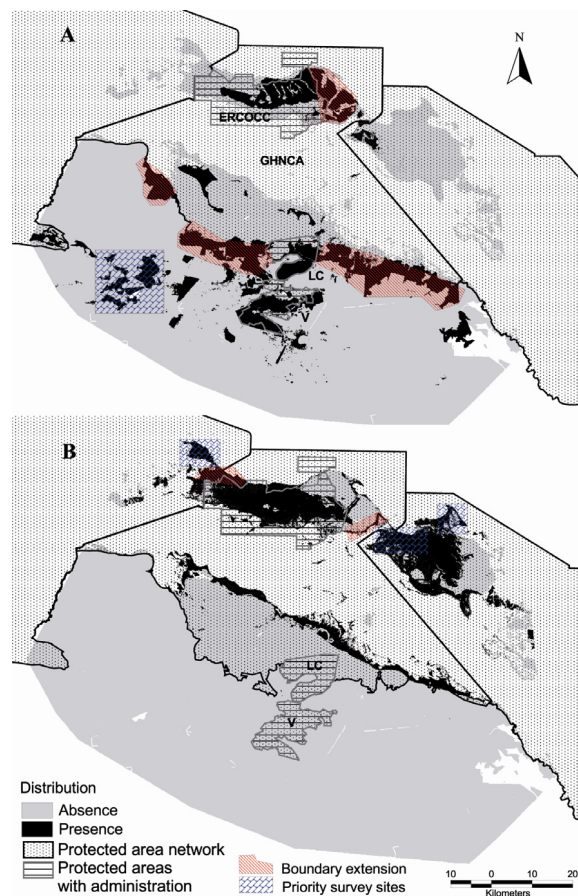 A
N
ERCOCC
GHNCA
LC
V
B
LC
V
Distribution
Absence
Presence
Protected area network
Protected areas
with administration
Boundary extension
Priority survey sites
10 0 20
Kilometers